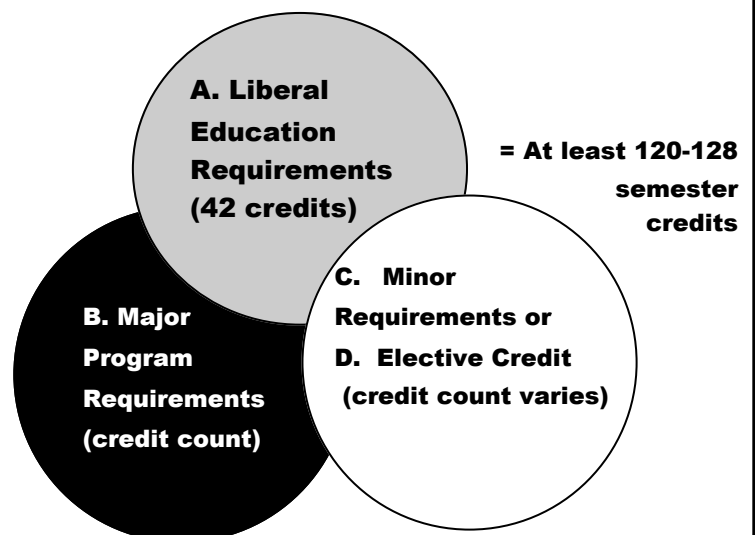 A. Liberal
Education
Requirements
(42 credits)
= At least 120-128
semester
credits
B. Major
Program
Requirements
(credit count)
C. Minor
Requirements or
D. Elective Credit
(credit count varies)